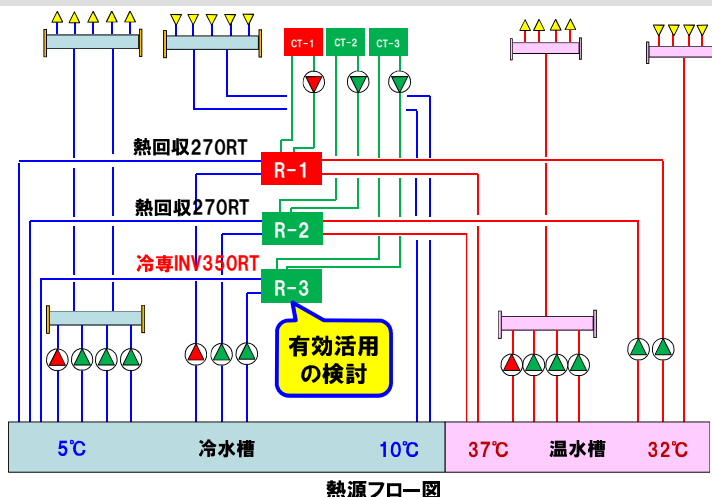 CT-1
CT-2
CT-3
熱回収270RT
R-1
熱回収270RT
R-2
冷専INV350RT
R-3
有効活用
の検討
5℃
冷水槽
10℃
37℃
温水槽
32℃
熱源フロー図